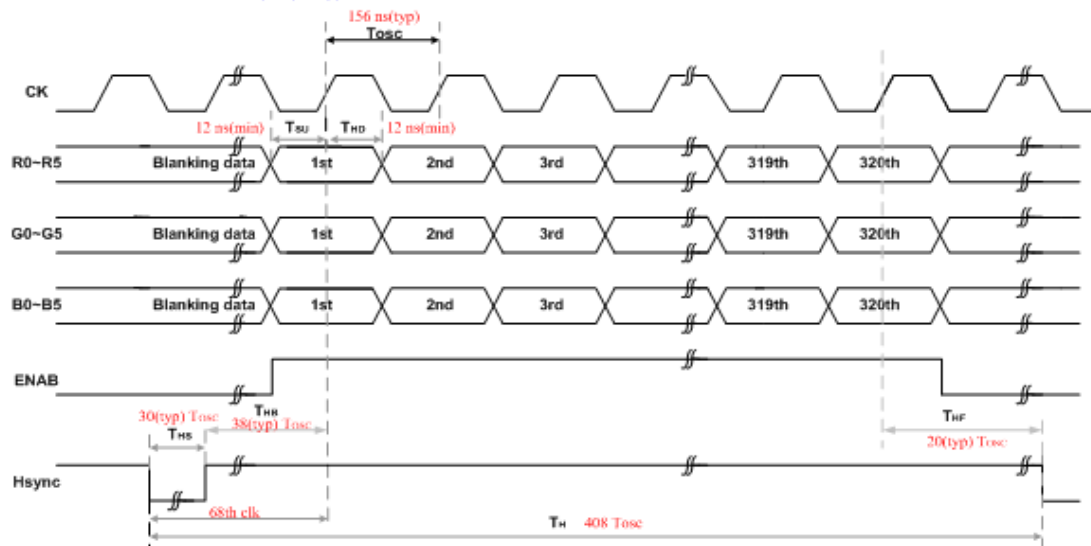 156 ns(typ)
Tosc
CK
12 ns(min) TSU THD 12 ns(min)
R0~R5 Blanking data 1st 2nd 3rd 319th 320th
G0~G5 Blanking data 1st 2nd 3rd 319th 320th
B0~B5 Blanking data 1st 2nd 3rd 319th 320th
ENAB
30(typ) Tosc THB THF
THS 38(typ) Tosc 20(typ) Tosc
Hsync
68th clk
TH 408 Tosc